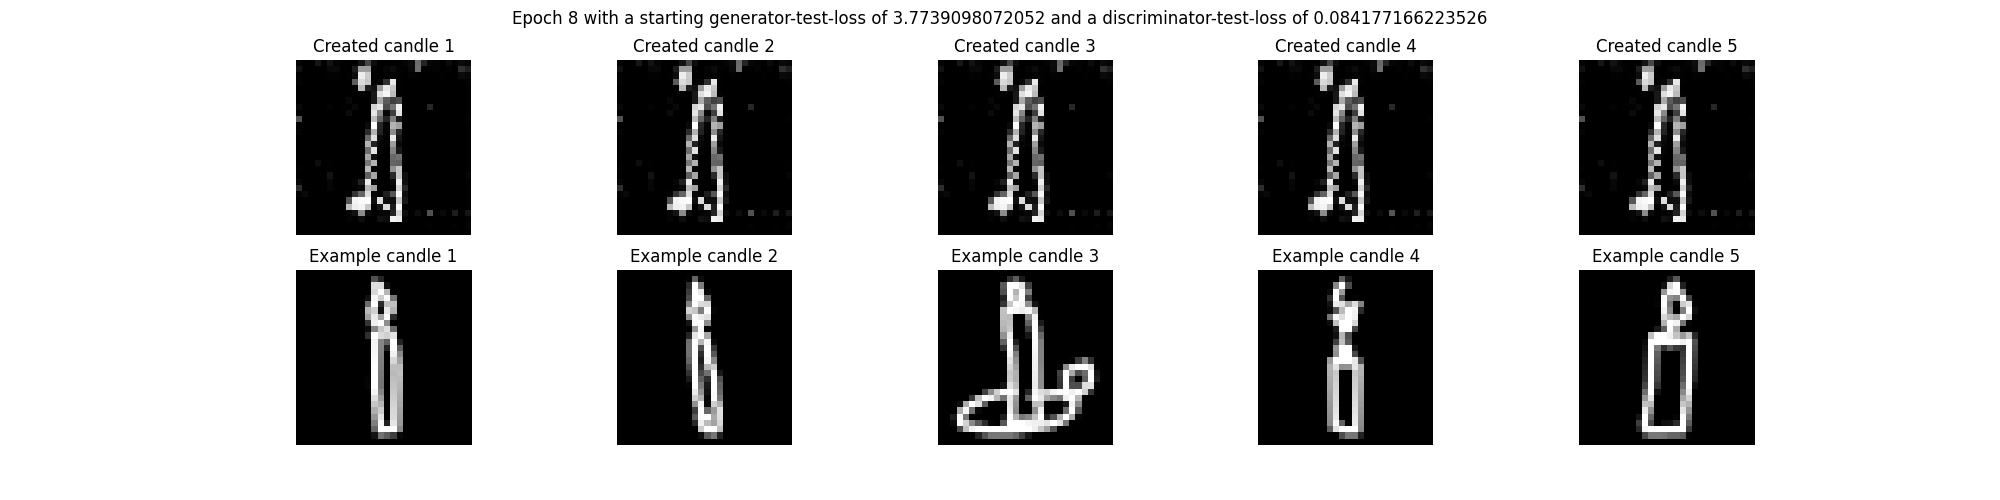 Epoch 8 with a starting generator-test-loss of 3.7739098072052 and a discriminator-test-loss of 0.084177166223526
Created candle 1
Created candle 2
Created candle 3
Created candle 4
Created candle 5
Example candle 1
Example candle 2
Example candle 3
Example candle 4
Example candle 5